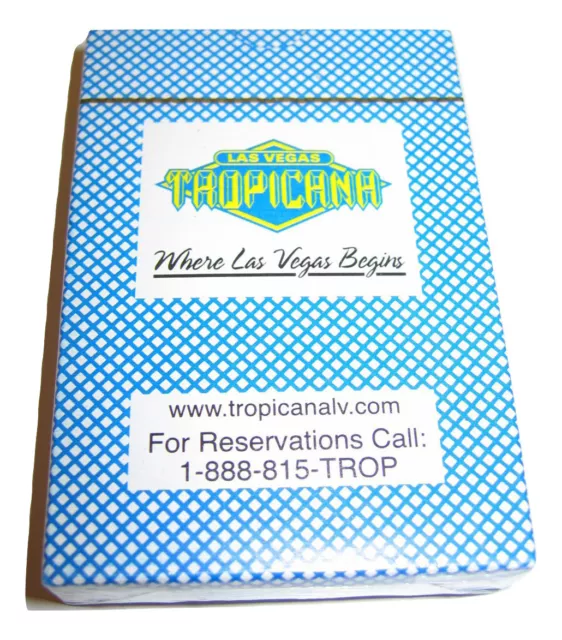 LAS VEGAS
TROPICANA
Where Las Vegas Begins
www.tropicanalv.com
For Reservations Call:
1-888-815-TROP